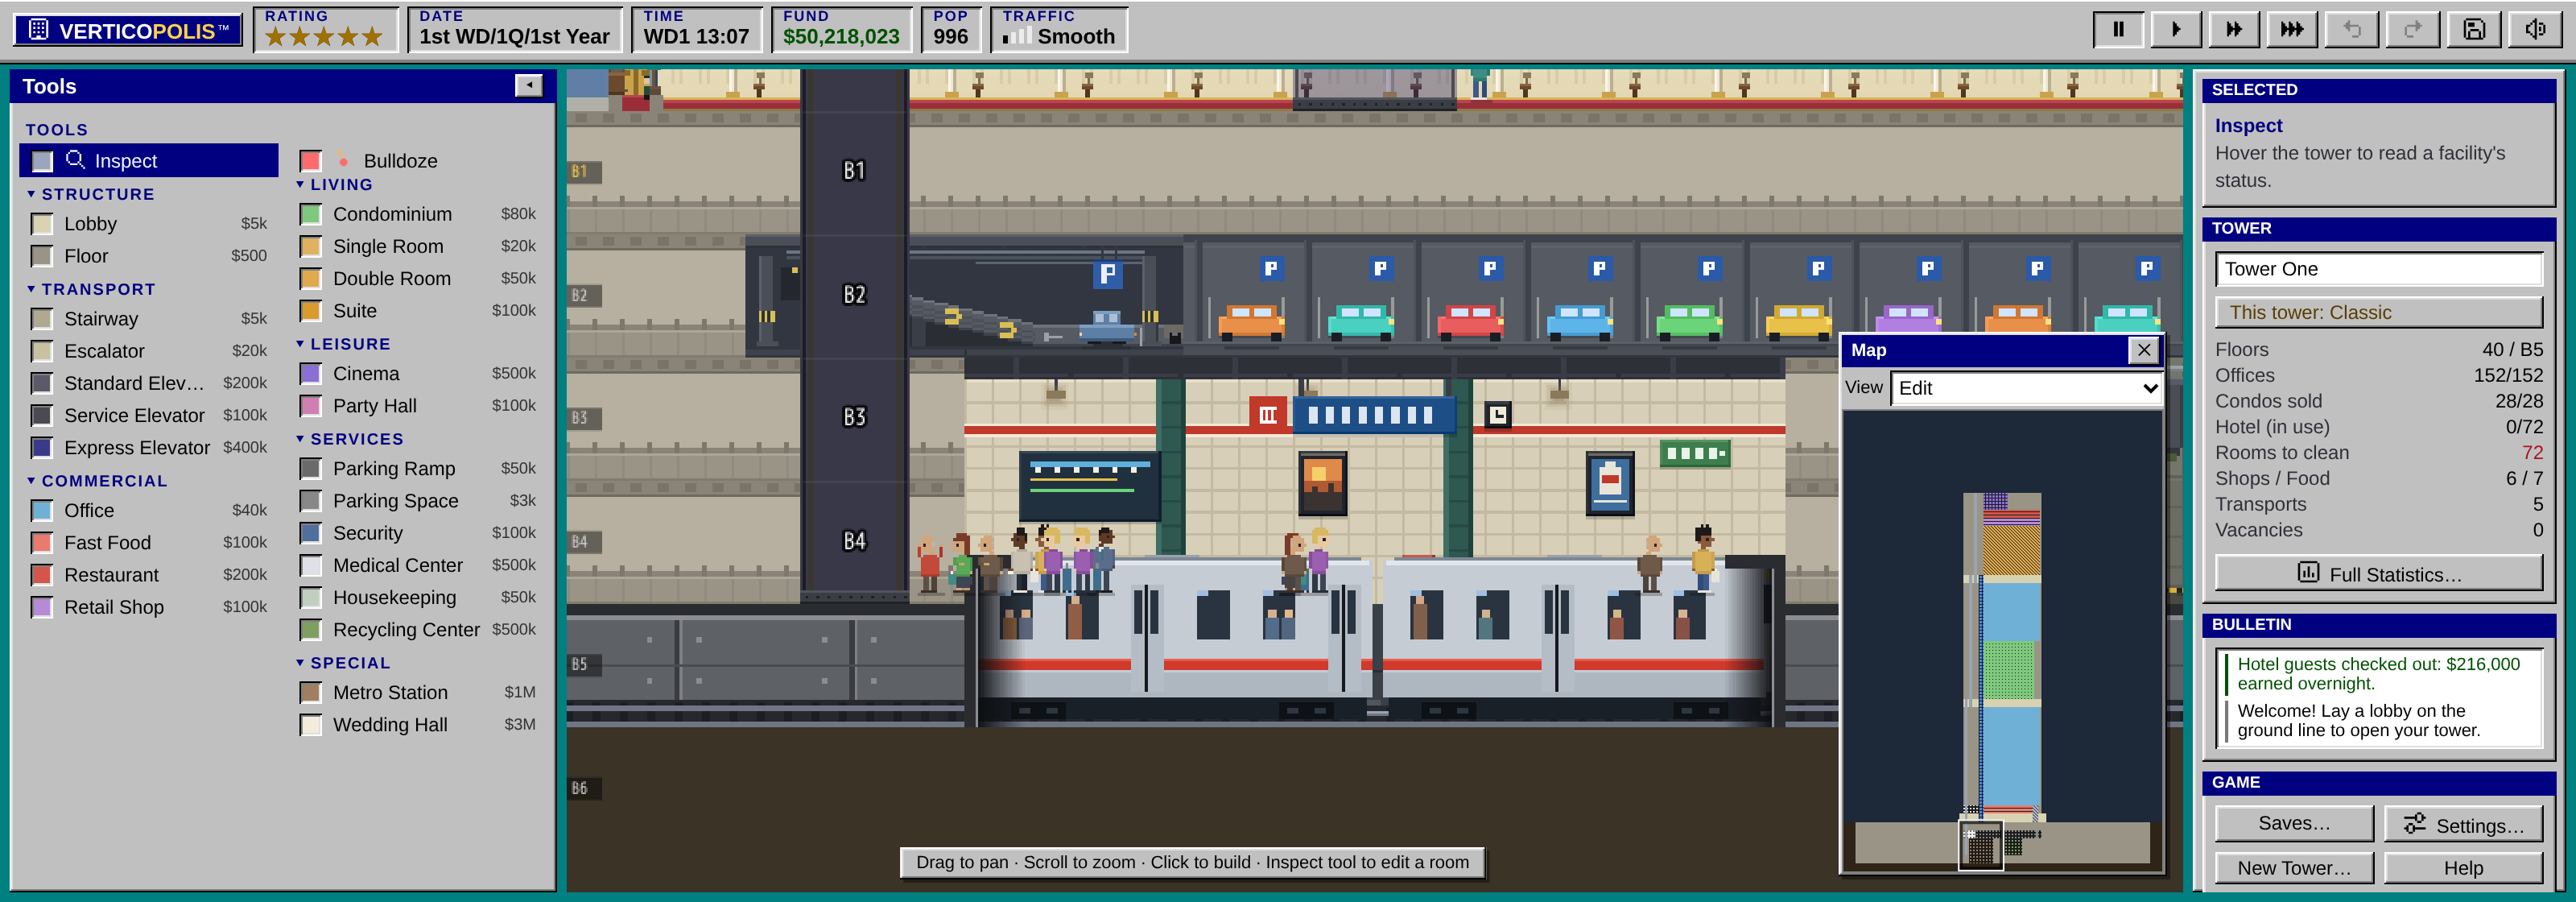 VERTICOPOLIS™
RATING
DATE
1st WD/1Q/1st Year
TIME
WD1 13:07
FUND
$50,218,023
POP
996
TRAFFIC
Smooth
Tools
TOOLS
Inspect
Bulldoze
STRUCTURE
Lobby $5k
Floor $500
TRANSPORT
Stairway $5k
Escalator $20k
Standard Elev… $200k
Service Elevator $100k
Express Elevator $400k
COMMERCIAL
Office $40k
Fast Food $100k
Restaurant $200k
Retail Shop $100k
LIVING
Condominium $80k
Single Room $20k
Double Room $50k
Suite $100k
LEISURE
Cinema $500k
Party Hall $100k
SERVICES
Parking Ramp $50k
Parking Space $3k
Security $100k
Medical Center $500k
Housekeeping $50k
Recycling Center $500k
SPECIAL
Metro Station $1M
Wedding Hall $3M
B1 B1
B2 B2 P P P P P P P P P P
B3 B3
B4 B4
B5
B6
Drag to pan · Scroll to zoom · Click to build · Inspect tool to edit a room
Map
View Edit
SELECTED
Inspect
Hover the tower to read a facility's
status.
TOWER
Tower One
This tower: Classic
Floors 40 / B5
Offices 152/152
Condos sold 28/28
Hotel (in use) 0/72
Rooms to clean 72
Shops / Food 6 / 7
Transports 5
Vacancies 0
Full Statistics…
BULLETIN
Hotel guests checked out: $216,000
earned overnight.
Welcome! Lay a lobby on the
ground line to open your tower.
GAME
Saves… Settings…
New Tower… Help